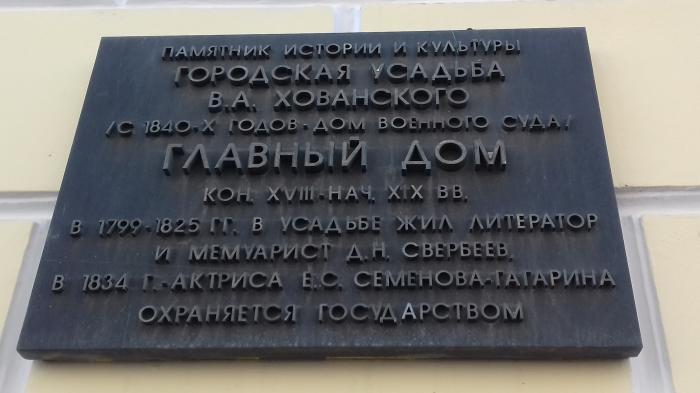 ПАМЯТНИК ИСТОРИИ И КУЛЬТУРЫ
ГОРОДСКАЯ УСАДЬБА
В.А. ХОВАНСКОГО
/С 1840-Х ГОДОВ-ДОМ ВОЕННОГО СУДА/
ГЛАВНЫЙ ДОМ
КОН. XVIII-НАЧ. XIX ВВ.
В 1799-1825 ГГ. В УСАДЬБЕ ЖИЛ ЛИТЕРАТОР
И МЕМУАРИСТ Д.Н. СВЕРБЕЕВ,
В 1834 Г.-АКТРИСА Е.С. СЕМЕНОВА-ГАГАРИНА
ОХРАНЯЕТСЯ ГОСУДАРСТВОМ